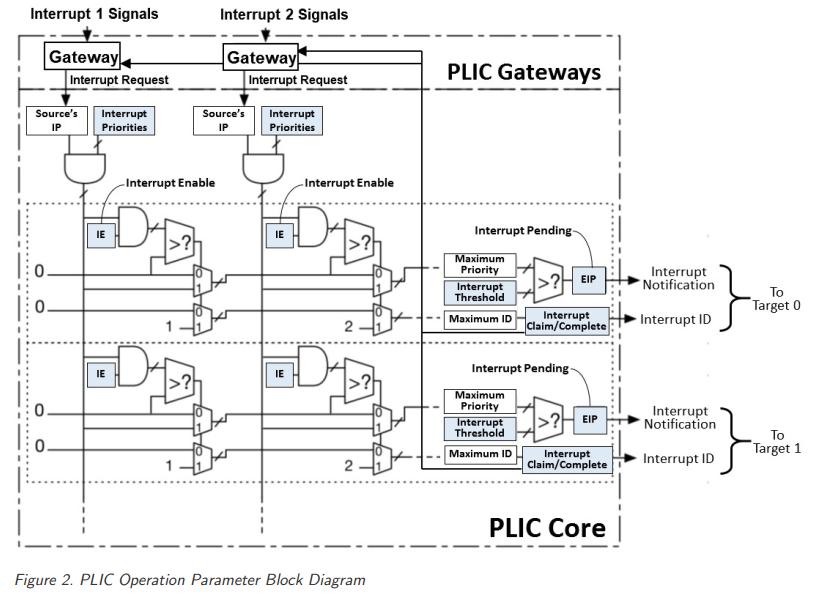 Interrupt 1 Signals
Interrupt 2 Signals
Gateway
Gateway
PLIC Gateways
Interrupt Request
Interrupt Request
Source's
IP
Interrupt
Priorities
Source's
IP
Interrupt
Priorities
Interrupt Enable
Interrupt Enable
IE
>?
IE
>?
Interrupt Pending
Maximum
Priority
Interrupt
Threshold
>?
EIP
Interrupt
Notification
0
0
1
0
1
0
0
1
1
0
1
2
Maximum ID
Interrupt
Claim/Complete
Interrupt ID
To
Target 0
IE
>?
IE
>?
Interrupt Pending
Maximum
Priority
Interrupt
Threshold
>?
EIP
Interrupt
Notification
0
0
1
0
1
0
0
1
1
0
1
2
Maximum ID
Interrupt
Claim/Complete
Interrupt ID
To
Target 1
PLIC Core
Figure 2. PLIC Operation Parameter Block Diagram